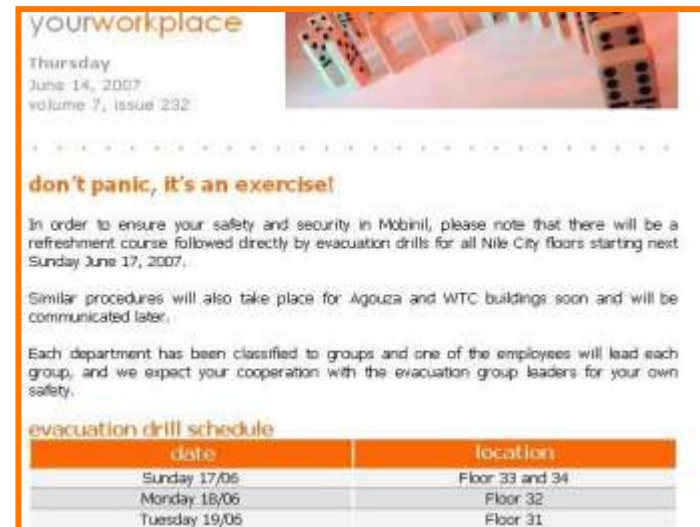 yourworkplace
Thursday
June 14, 2007
volume 7, issue 232
don't panic, it's an exercise!
In order to ensure your safety and security in Mobinil, please note that there will be a
refreshment course followed directly by evacuation drills for all Nile City floors starting next
Sunday June 17, 2007.
Similar procedures will also take place for Agouza and WTC buildings soon and will be
communicated later.
Each department has been classified to groups and one of the employees will lead each
group, and we expect your cooperation with the evacuation group leaders for your own
safety.
evacuation drill schedule
date location
Sunday 17/06 Floor 33 and 34
Monday 18/06 Floor 32
Tuesday 19/06 Floor 31